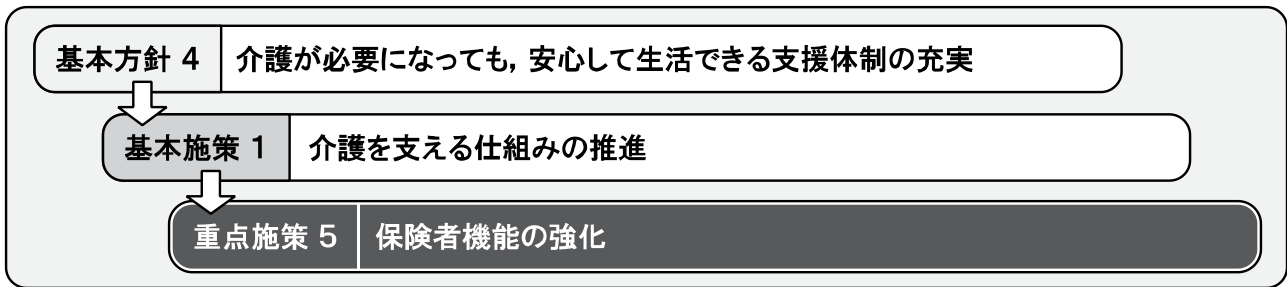 基本方針 4 介護が必要になっても，安心して生活できる支援体制の充実
基本施策 1 介護を支える仕組みの推進
重点施策 5 保険者機能の強化